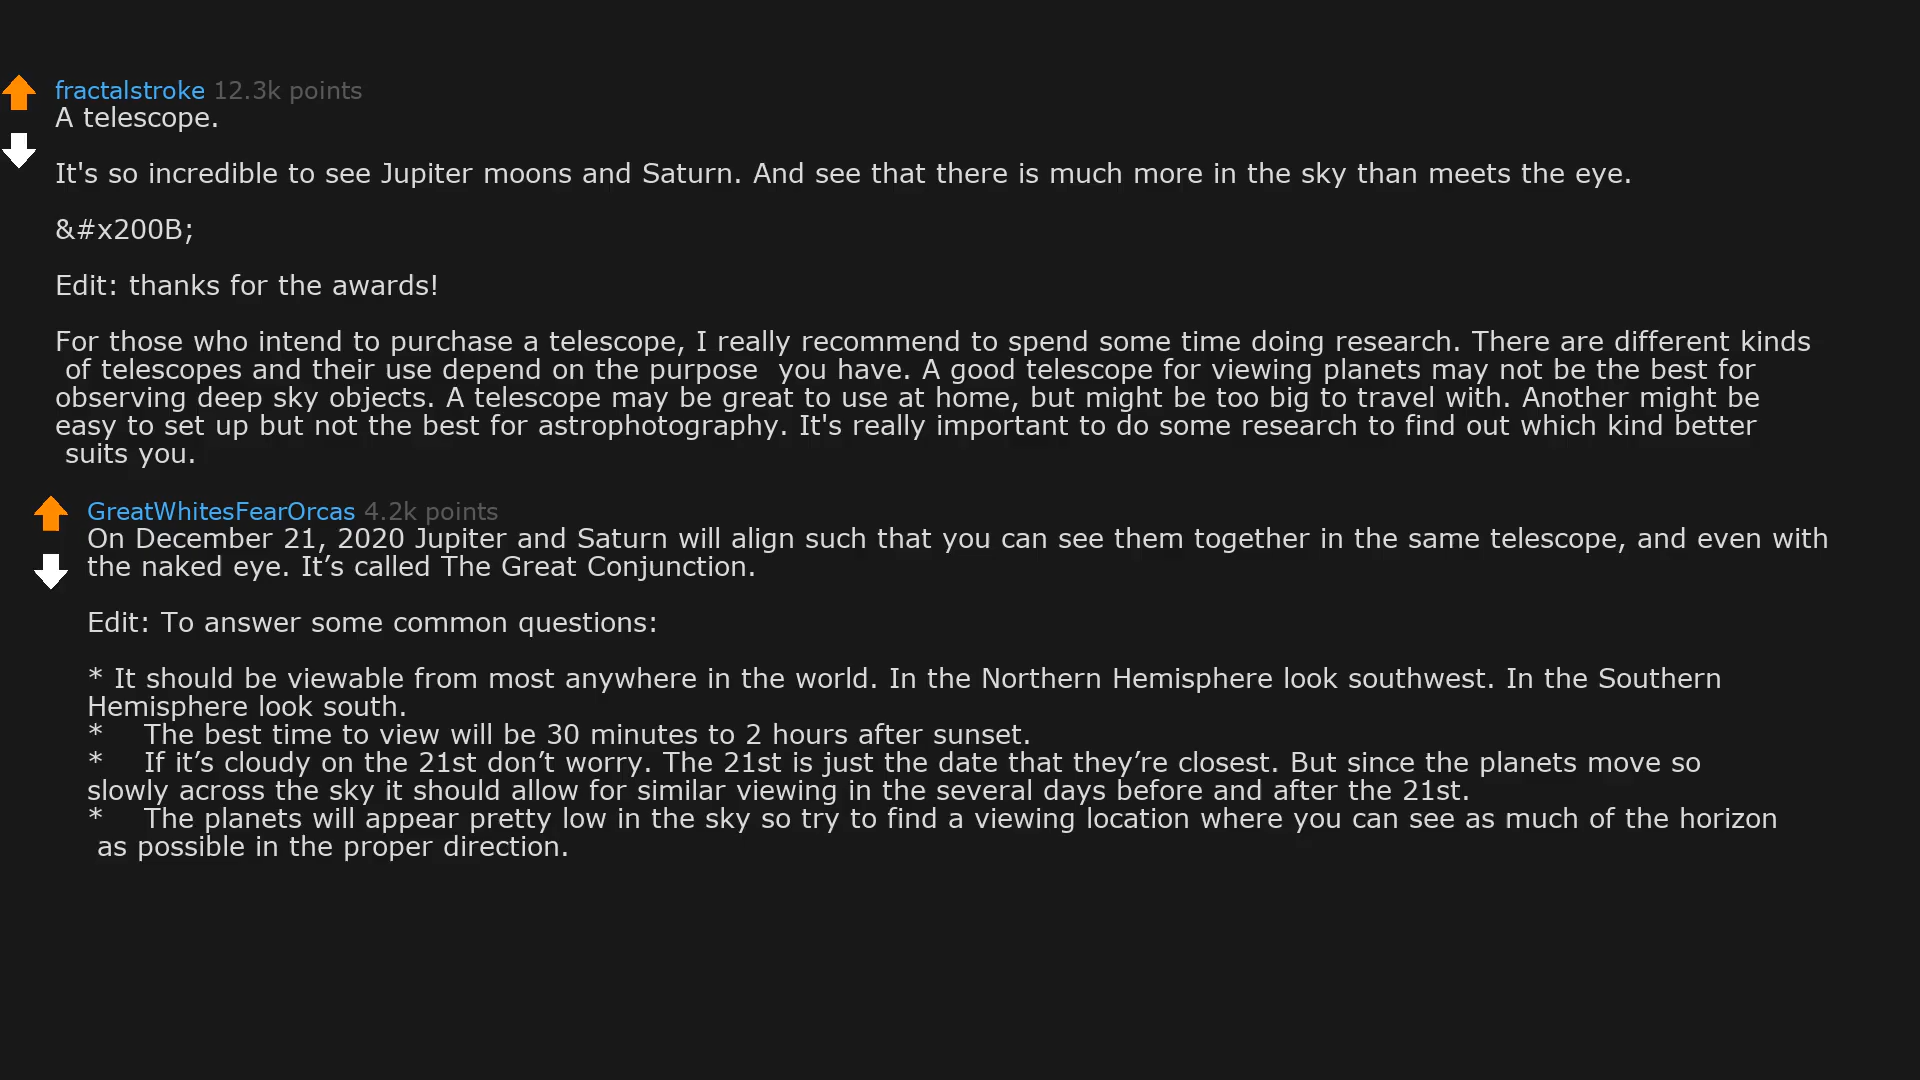 fractalstroke 12.3k points
A telescope.
It's so incredible to see Jupiter moons and Saturn. And see that there is much more in the sky than meets the eye.
&#x200B;
Edit: thanks for the awards!
For those who intend to purchase a telescope, I really recommend to spend some time doing research. There are different kinds
of telescopes and their use depend on the purpose  you have. A good telescope for viewing planets may not be the best for
observing deep sky objects. A telescope may be great to use at home, but might be too big to travel with. Another might be
easy to set up but not the best for astrophotography. It's really important to do some research to find out which kind better
suits you.
GreatWhitesFearOrcas 4.2k points
On December 21, 2020 Jupiter and Saturn will align such that you can see them together in the same telescope, and even with
the naked eye. It’s called The Great Conjunction.
Edit: To answer some common questions:
* It should be viewable from most anywhere in the world. In the Northern Hemisphere look southwest. In the Southern
Hemisphere look south.
*    The best time to view will be 30 minutes to 2 hours after sunset.
*    If it’s cloudy on the 21st don’t worry. The 21st is just the date that they’re closest. But since the planets move so
slowly across the sky it should allow for similar viewing in the several days before and after the 21st.
*    The planets will appear pretty low in the sky so try to find a viewing location where you can see as much of the horizon
as possible in the proper direction.